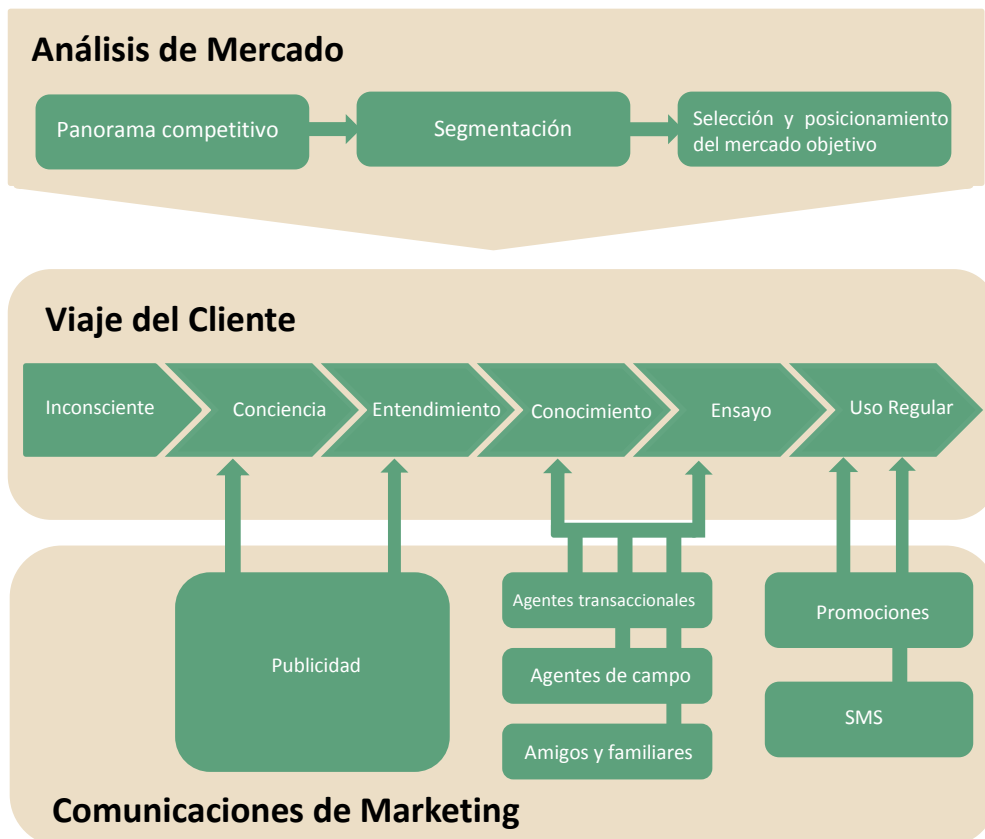 Análisis de Mercado
Panorama competitivo
Segmentación
Selección y posicionamiento
del mercado objetivo
Viaje del Cliente
Inconsciente
Conciencia
Entendimiento
Conocimiento
Ensayo
Uso Regular
Publicidad
Agentes transaccionales
Agentes de campo
Amigos y familiares
Promociones
SMS
Comunicaciones de Marketing